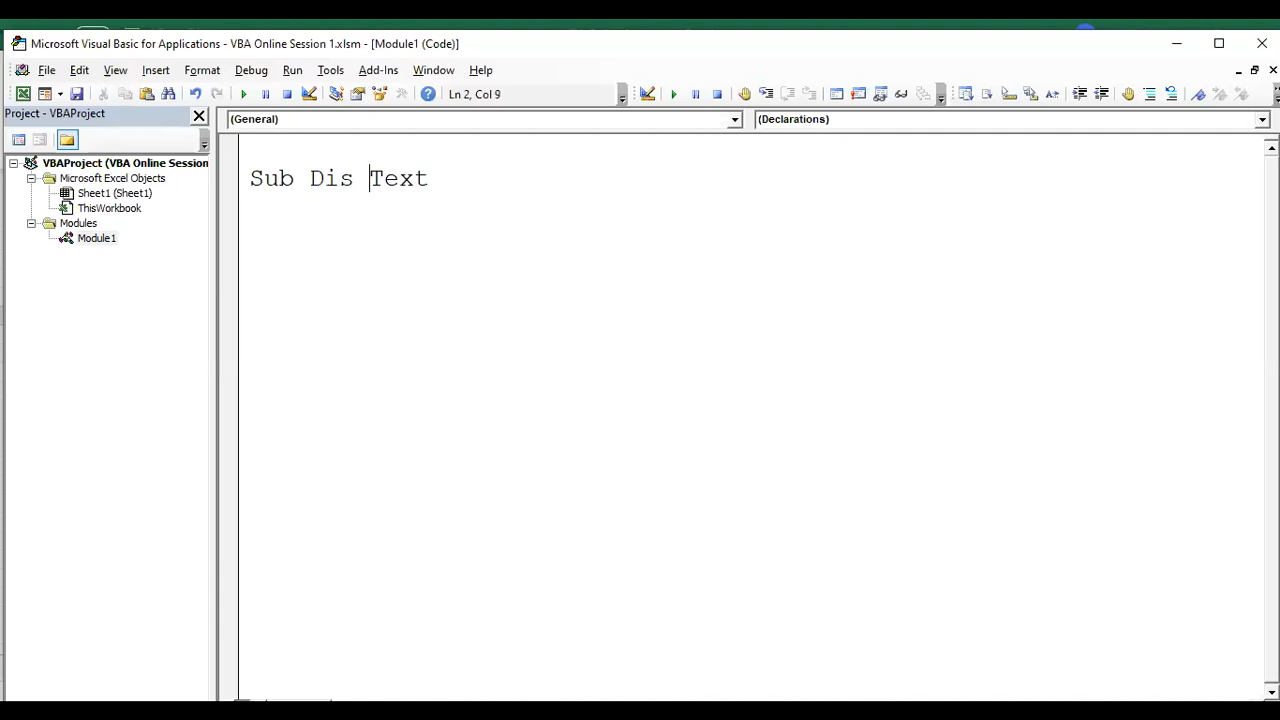 Microsoft Visual Basic for Applications - VBA Online Session 1.xlsm - [Module1 (Code)]
File Edit View Insert Format Debug Run Tools Add-Ins Window Help
Ln 2, Col 9
Project - VBAProject
(General) (Declarations)
VBAProject (VBA Online Session
Microsoft Excel Objects
Sheet1 (Sheet1)
ThisWorkbook
Modules
Module1
Sub Dis Text